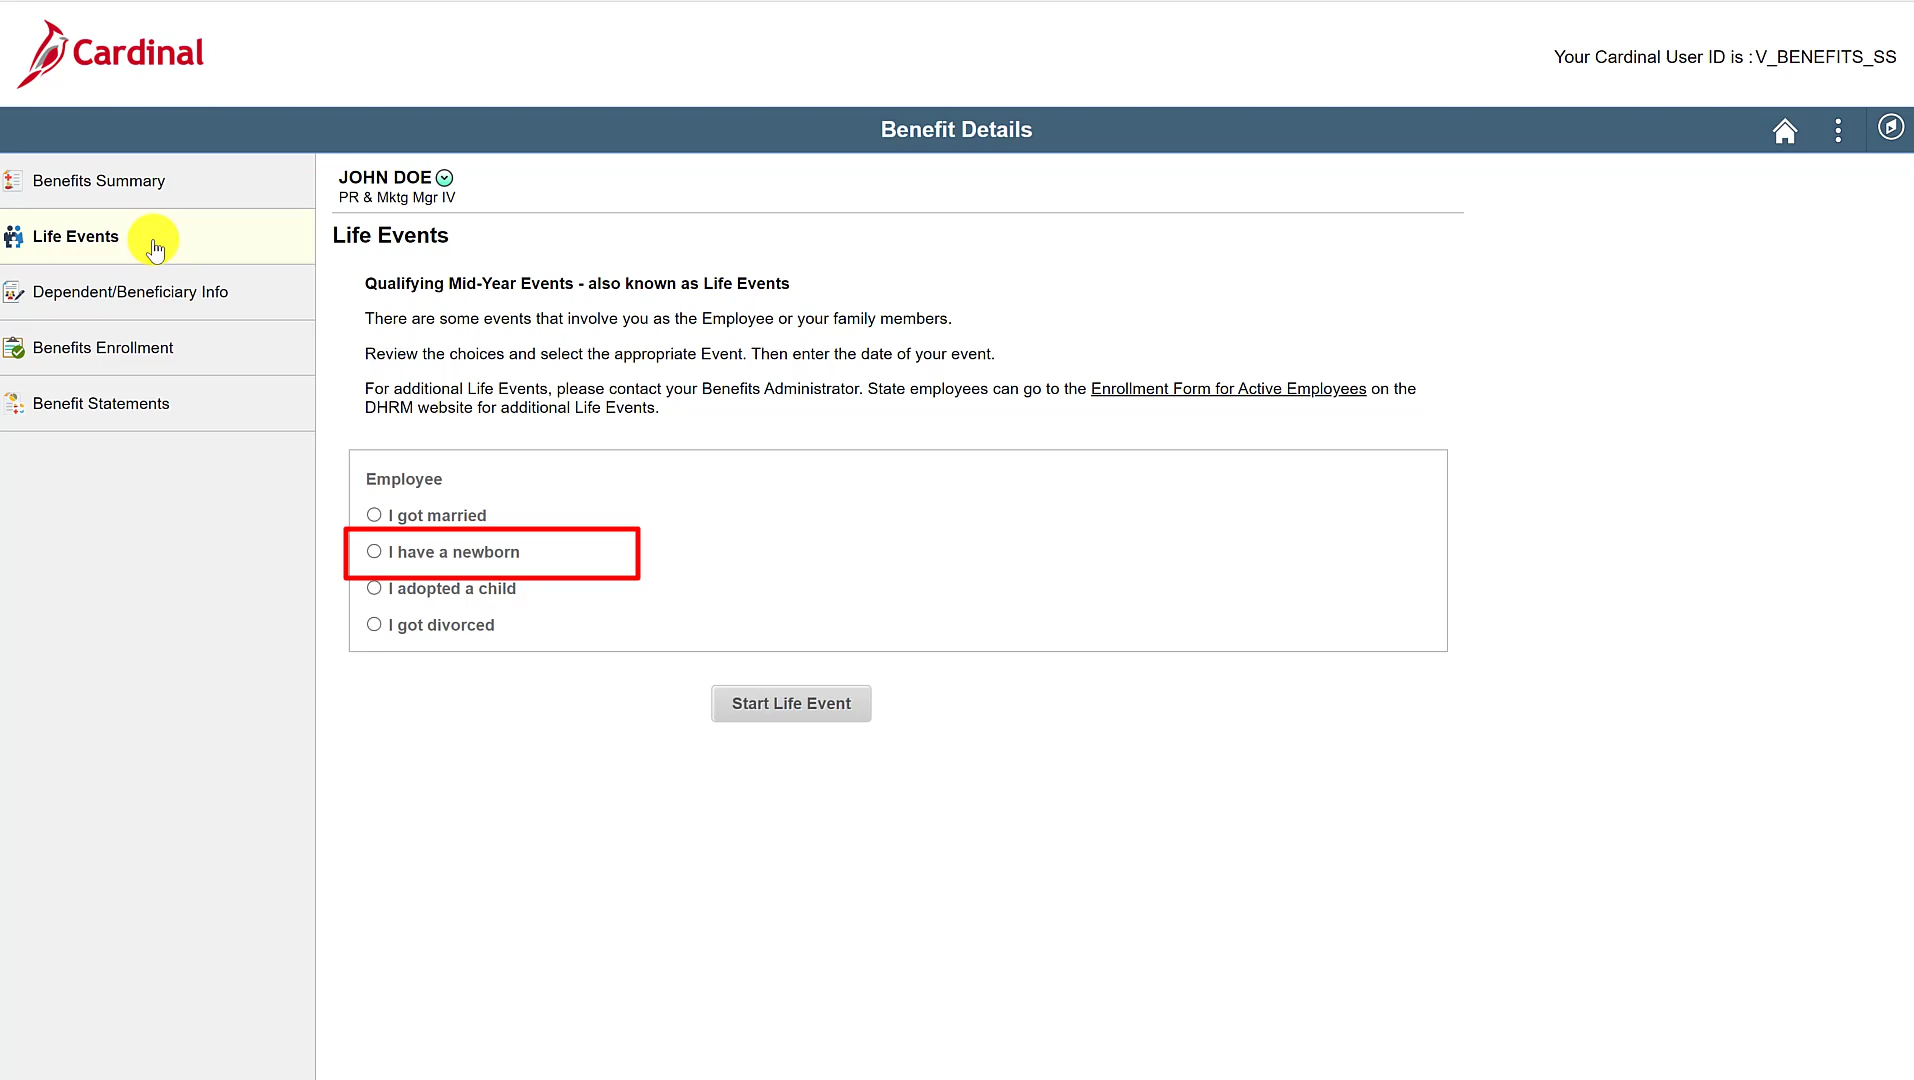 Cardinal
Your Cardinal User ID is : V_BENEFITS_SS
Benefit Details
Benefits Summary
Life Events
Dependent/Beneficiary Info
Benefits Enrollment
Benefit Statements
JOHN DOE
PR & Mktg Mgr IV
Life Events
Qualifying Mid-Year Events - also known as Life Events
There are some events that involve you as the Employee or your family members.
Review the choices and select the appropriate Event. Then enter the date of your event.
For additional Life Events, please contact your Benefits Administrator. State employees can go to the Enrollment Form for Active Employees on the
DHRM website for additional Life Events.
Employee
I got married
I have a newborn
I adopted a child
I got divorced
Start Life Event